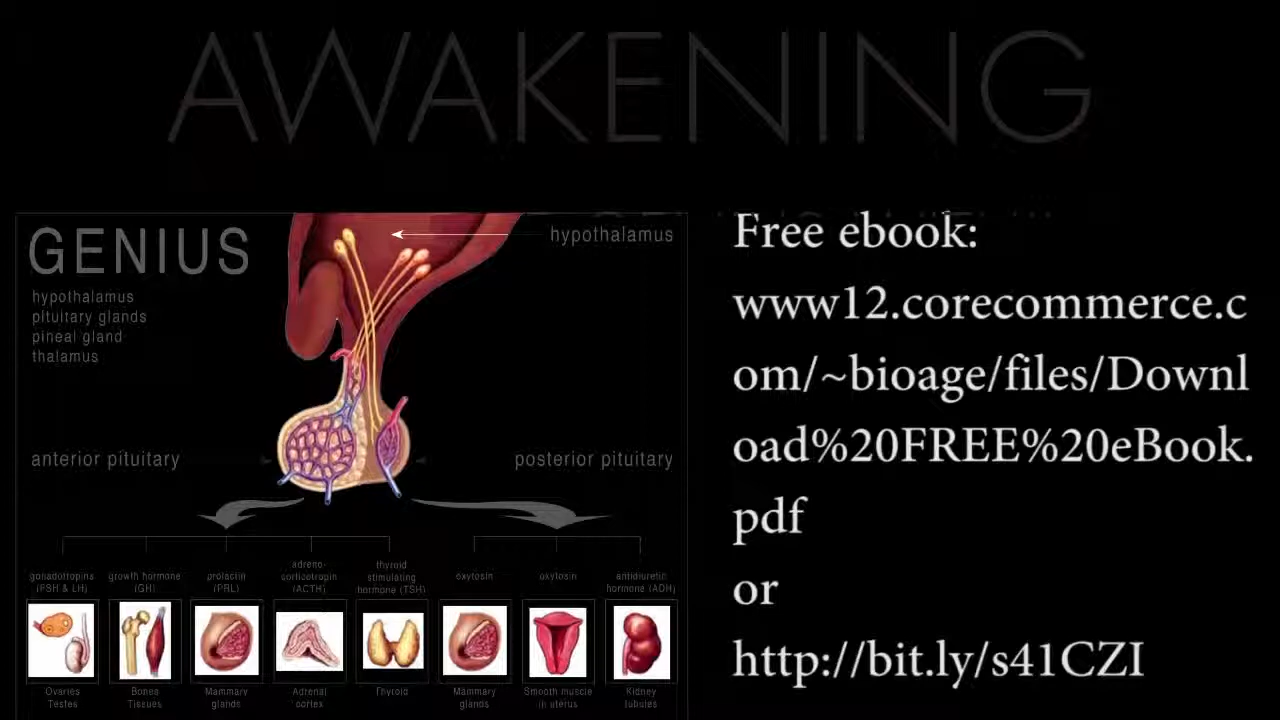 AWAKENING
GENIUS
hypothalamus
pituitary glands
pineal gland
thalamus
hypothalamus
anterior pituitary
posterior pituitary
gonadotropins
(FSH & LH)
growth hormone
(GH)
prolactin
(PRL)
adreno-
corticotropin
(ACTH)
thyroid
stimulating
hormone (TSH)
oxytosin
oxytosin
antidiuretic
hormone (ADH)
Ovaries
Testes
Bones
Tissues
Mammary
glands
Adrenal
cortex
Thyroid
Mammary
glands
Smooth muscle
in uterus
Kidney
tubules
Free ebook:
www12.corecommerce.c
om/~bioage/files/Downl
oad%20FREE%20eBook.
pdf
or
http://bit.ly/s41CZI